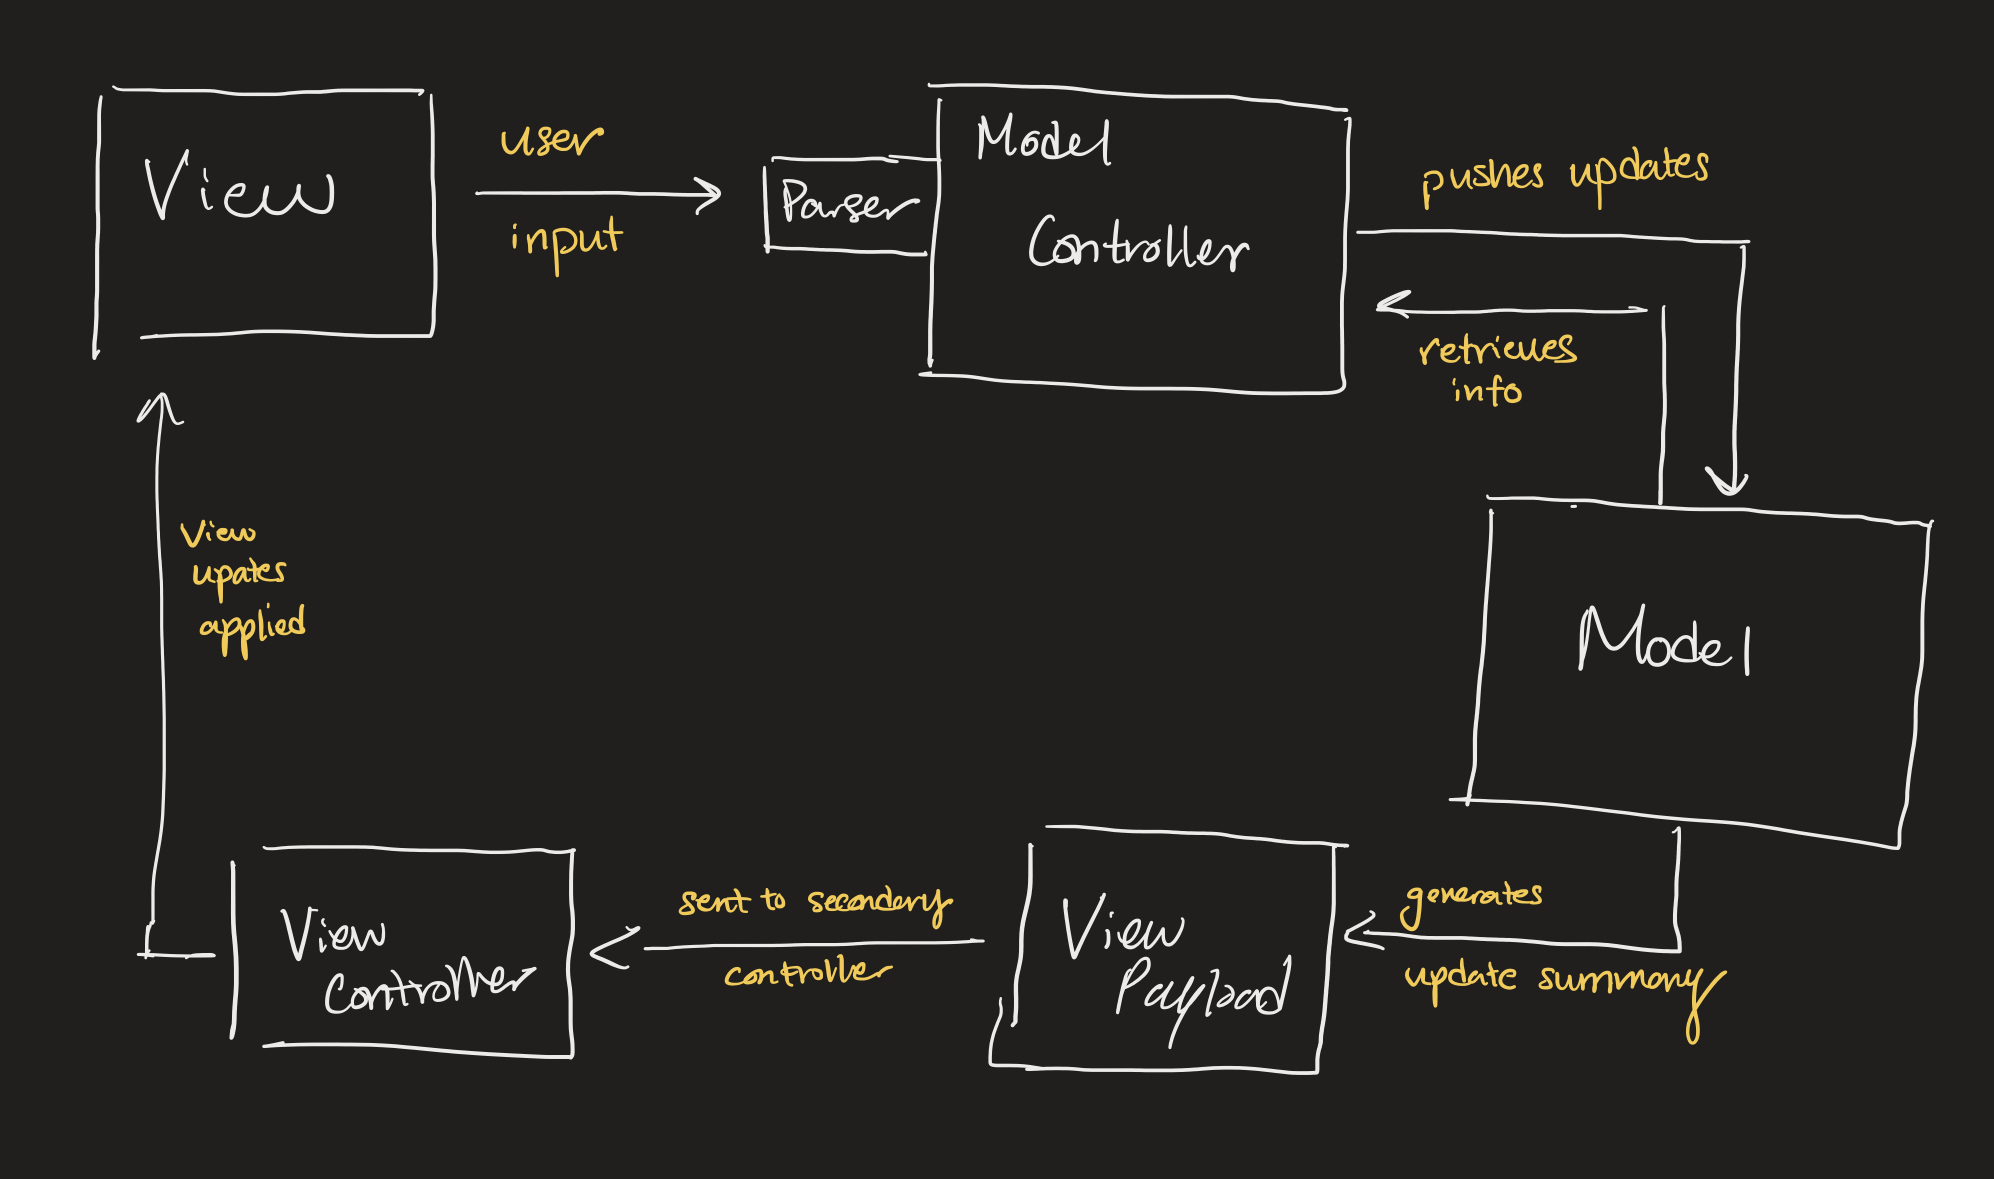 View
user
input
Parser
Model
Controller
pushes updates
retrieves
info
Model
View
upates
applied
generates
update summary
View
Payload
sent to secondery
controller
View
Controller